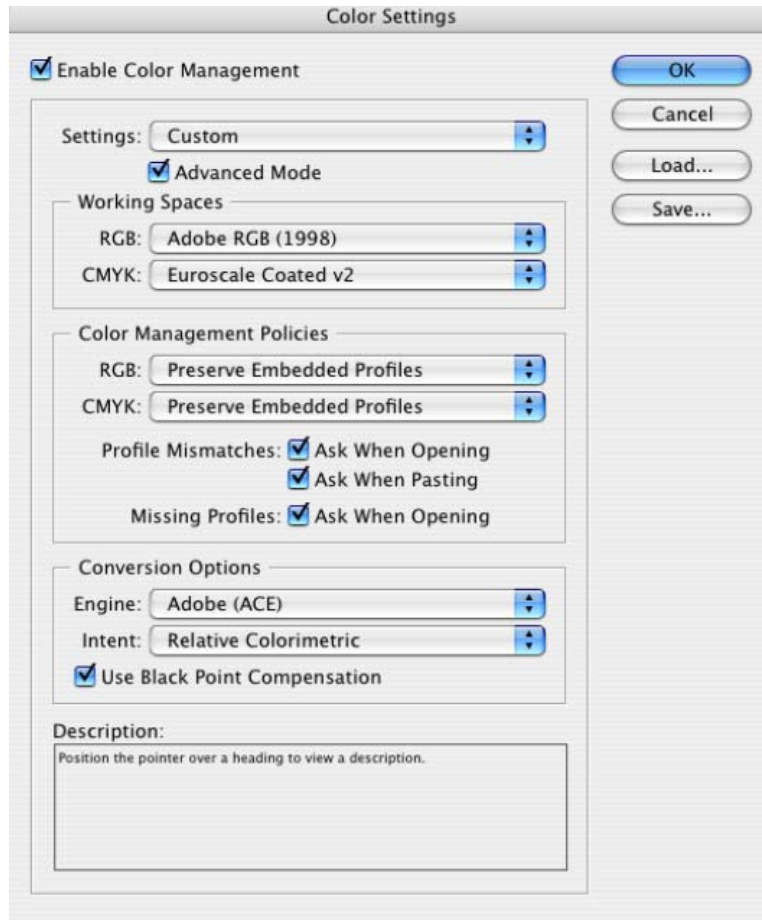 Color Settings
Enable Color Management
OK
Cancel
Load...
Save...
Settings: Custom
Advanced Mode
Working Spaces
RGB: Adobe RGB (1998)
CMYK: Euroscale Coated v2
Color Management Policies
RGB: Preserve Embedded Profiles
CMYK: Preserve Embedded Profiles
Profile Mismatches: Ask When Opening
Ask When Pasting
Missing Profiles: Ask When Opening
Conversion Options
Engine: Adobe (ACE)
Intent: Relative Colorimetric
Use Black Point Compensation
Description:
Position the pointer over a heading to view a description.